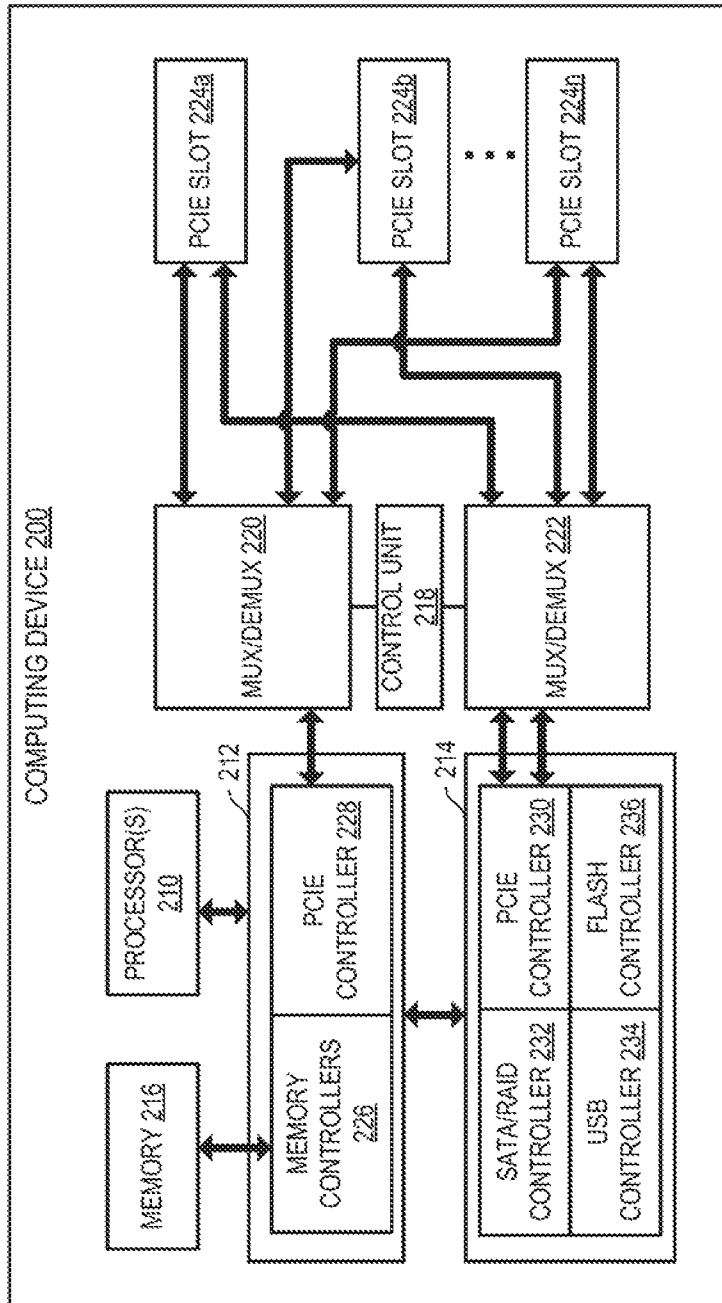 COMPUTING DEVICE 200
MEMORY 216
PROCESSOR(S)
210
212
MEMORY
CONTROLLERS
226
PCIE
CONTROLLER 228
214
SATA/RAID
CONTROLLER 232
PCIE
CONTROLLER 230
USB
CONTROLLER 234
FLASH
CONTROLLER 236
MUX/DEMUX 220
CONTROL UNIT
218
MUX/DEMUX 222
PCIE SLOT 224a
PCIE SLOT 224b
PCIE SLOT 224n